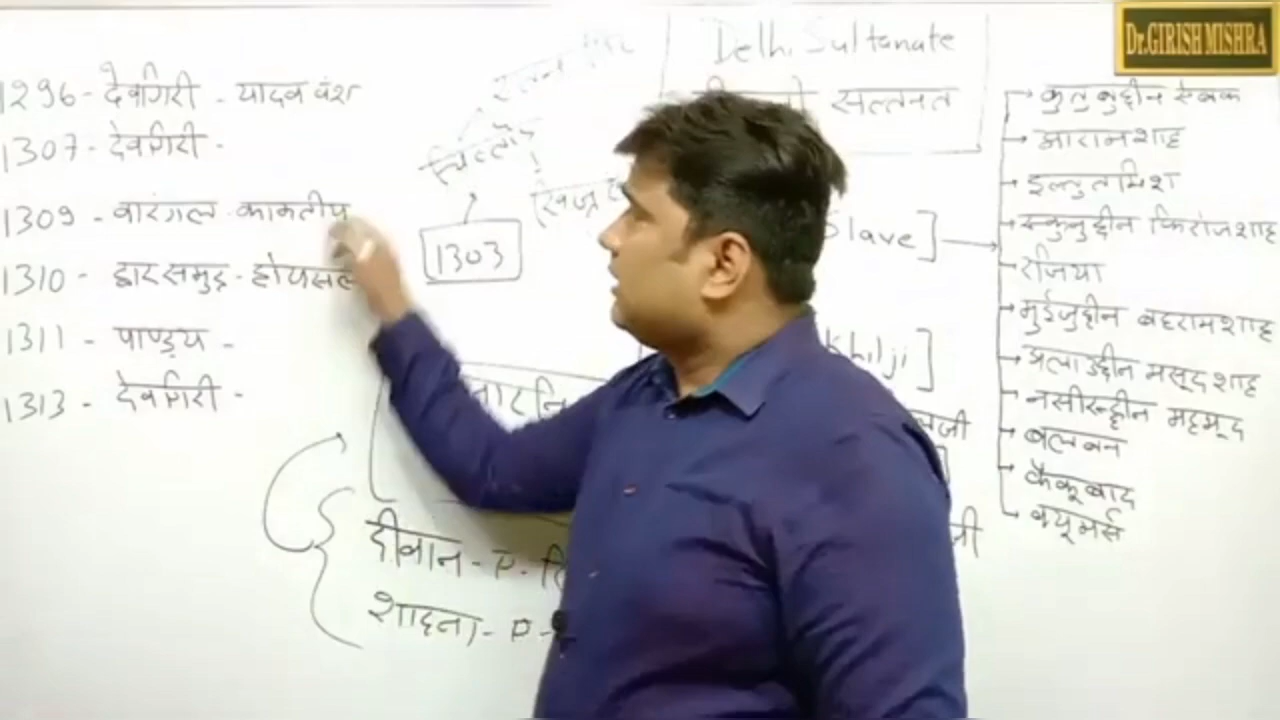 Dr.GIRISH MISHRA
1296- देवगिरी - यादव वंश
1307- देवगिरी -
1309 - वारंगल - काकतीय
1310 - द्वारसमुद्र - होयसल
1311 - पाण्ड्य -
1313 - देवगिरी -
चित्तौड़
1303
Delhi Sultanate
सल्तनत
Slave]
Khilji]
दीवान - P-
शाहना - P-
कुतुबुद्दीन ऐबक
आरामशाह
इल्तुतमिश
रुकुनुद्दीन फिरोजशाह
रजिया
मुईजुद्दीन बहरामशाह
अलाउद्दीन मसूदशाह
नसीरुद्दीन महमूद
बलबन
कैकूबाद
क्यूमर्स